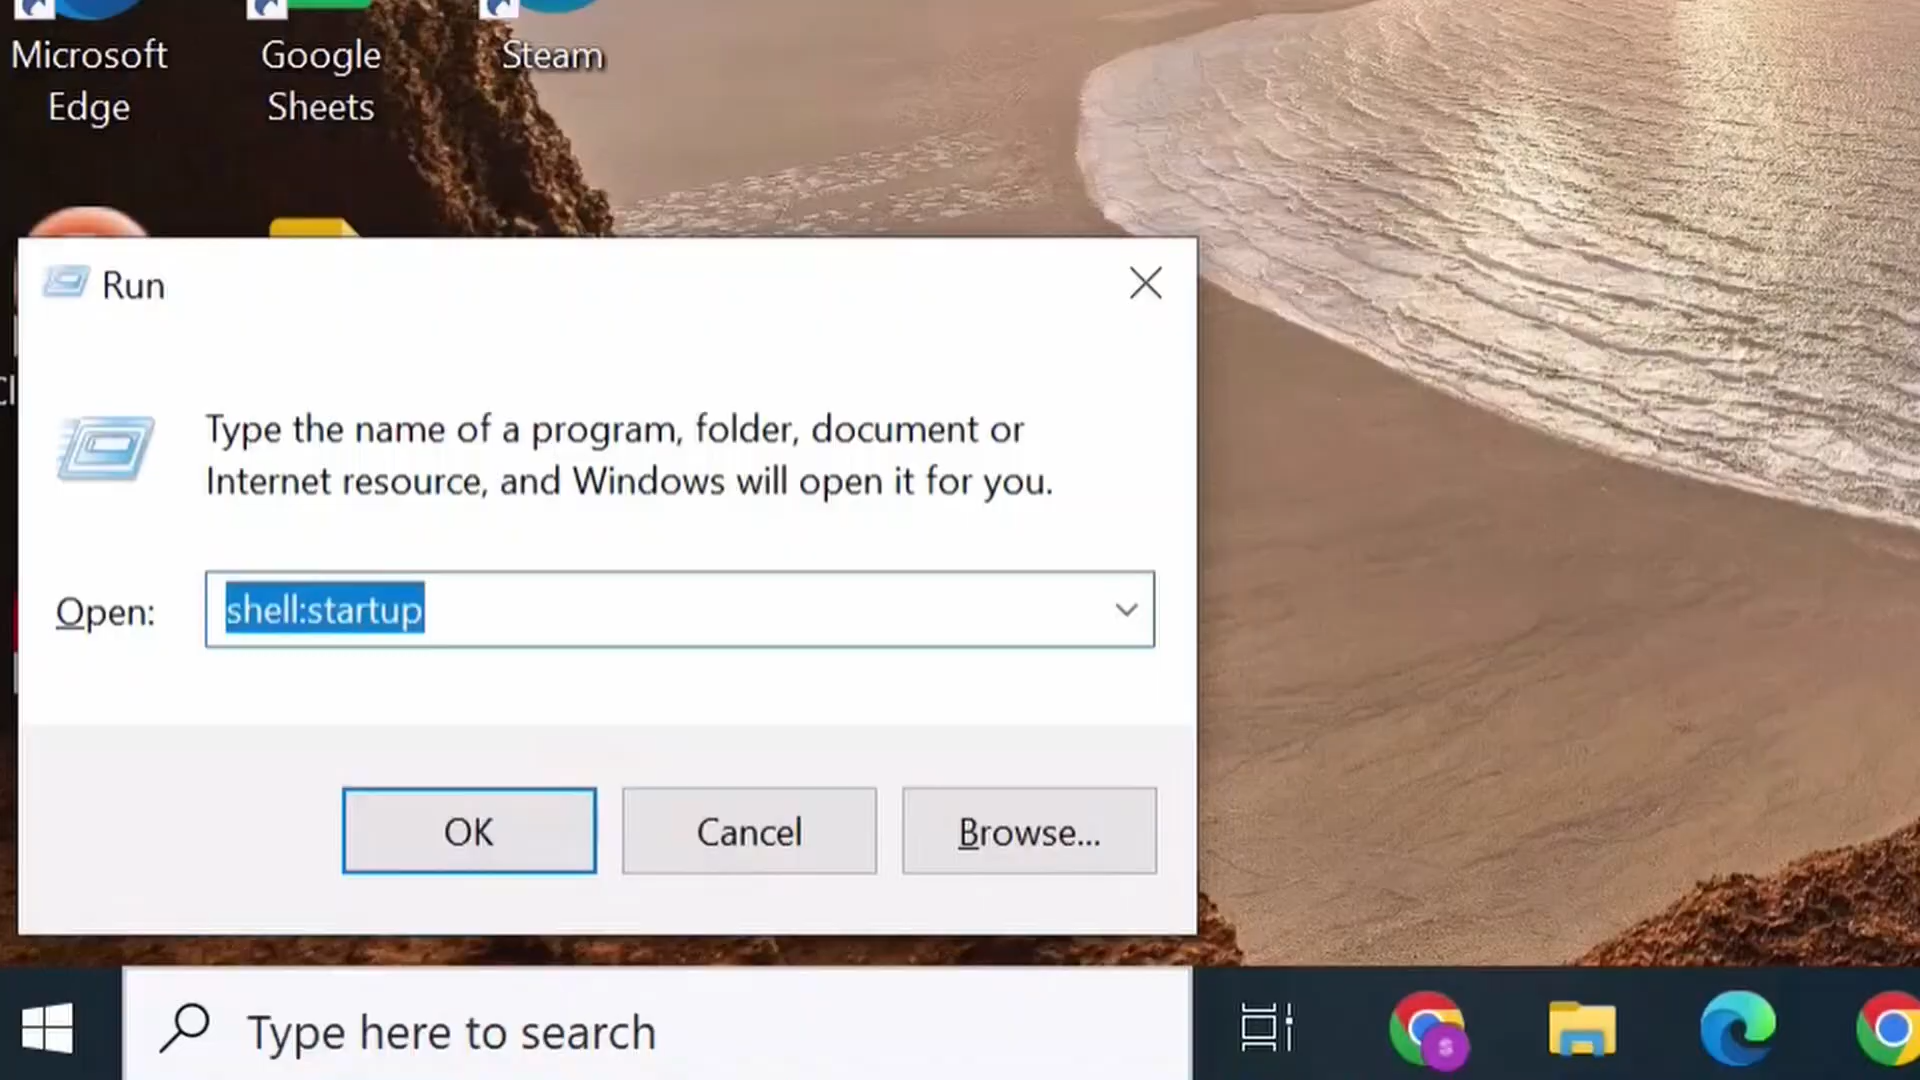 Microsoft Edge
Google Sheets
Steam
Run
Type the name of a program, folder, document or
Internet resource, and Windows will open it for you.
Open:
shell:startup
OK
Cancel
Browse...
Type here to search
s